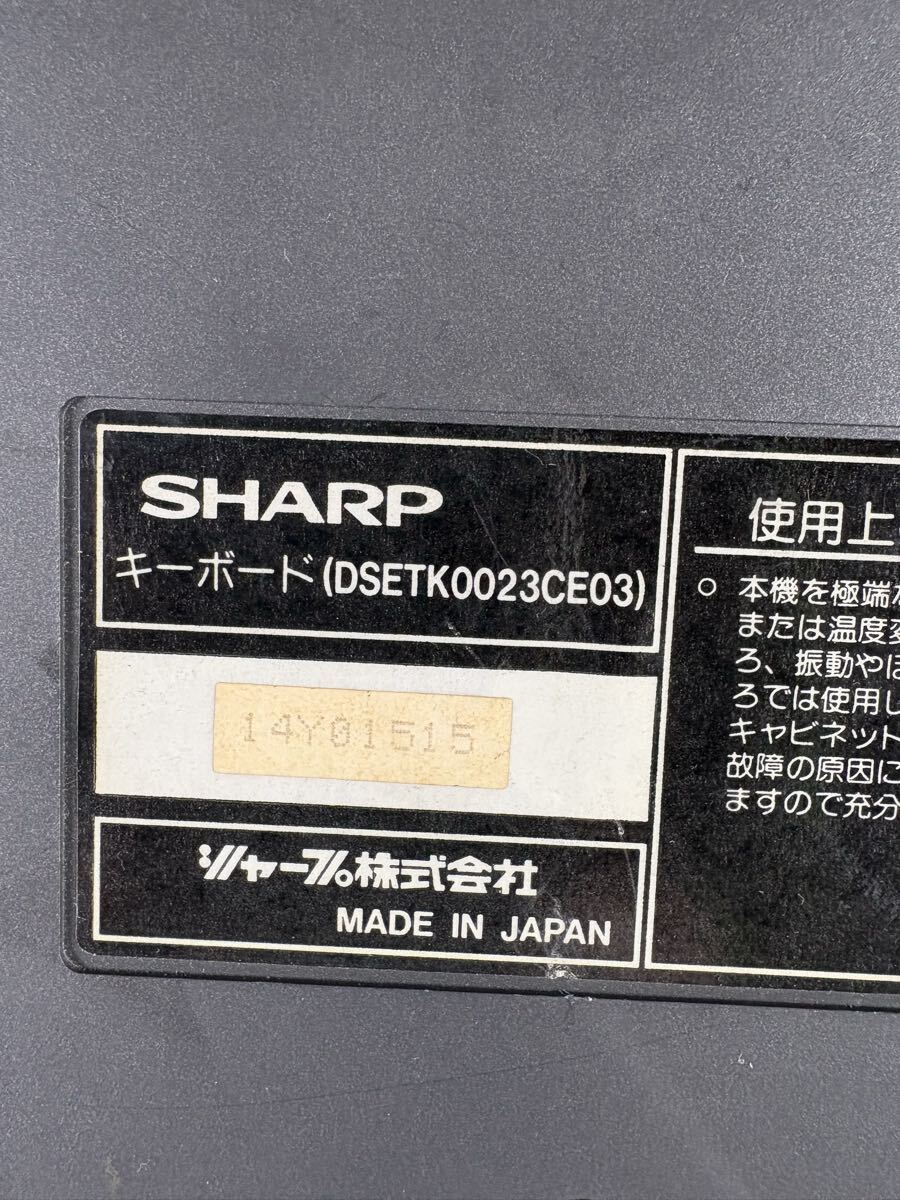 SHARP
キーボード(DSETK0023CE03)
14Y01515
シャープ株式会社
MADE IN JAPAN
使用上
○ 本機を極端
または温度変
ろ、振動やほ
ろでは使用し
キャビネット
故障の原因に
ますので充分